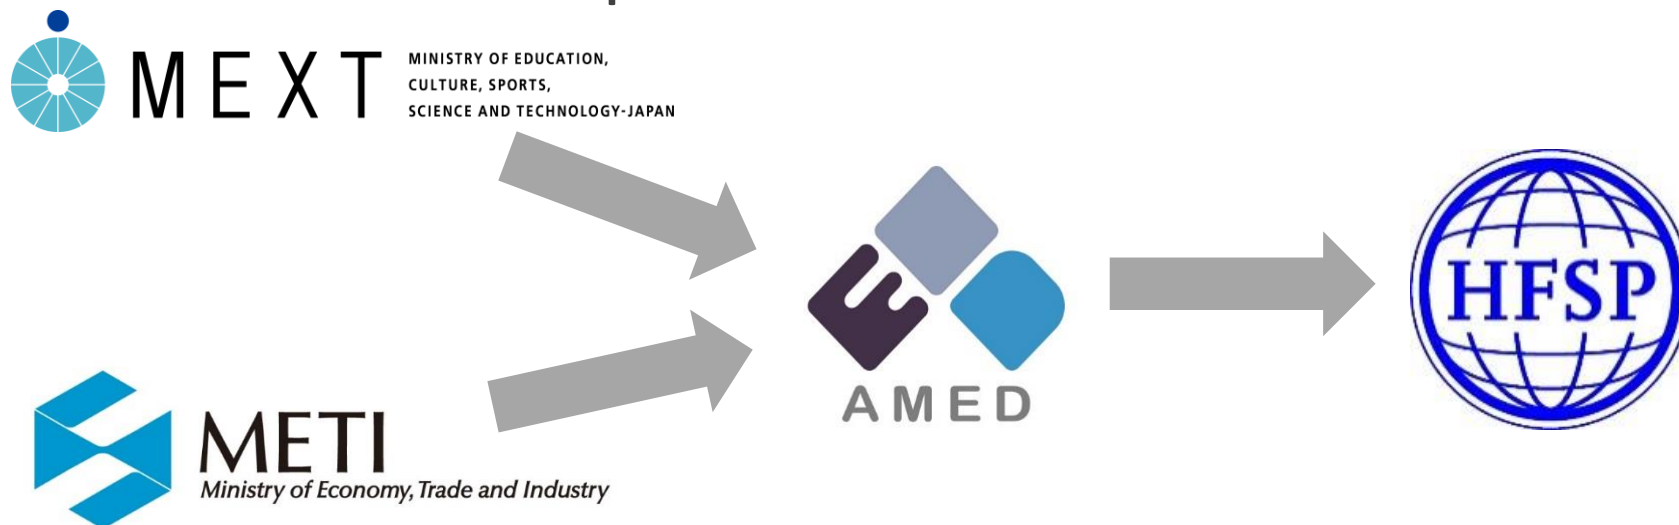 MEXT
MINISTRY OF EDUCATION,
CULTURE, SPORTS,
SCIENCE AND TECHNOLOGY-JAPAN
AMED
HFSP
METI
Ministry of Economy, Trade and Industry